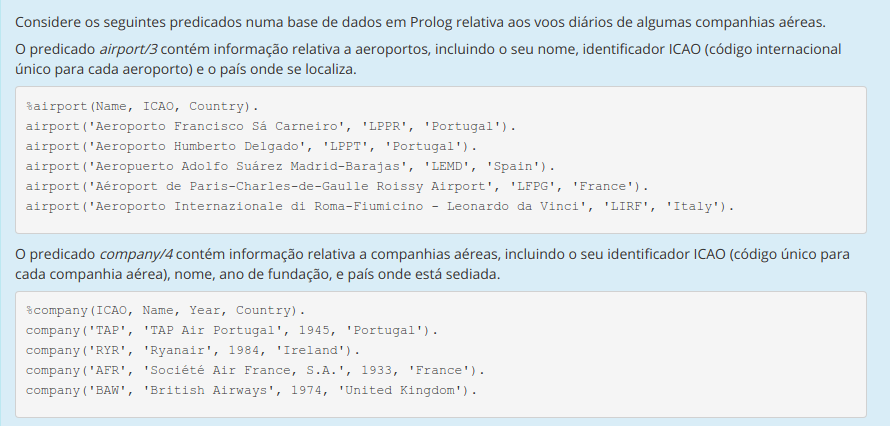 Considere os seguintes predicados numa base de dados em Prolog relativa aos voos diários de algumas companhias aéreas.
O predicado airport/3 contém informação relativa a aeroportos, incluindo o seu nome, identificador ICAO (código internacional
único para cada aeroporto) e o país onde se localiza.
%airport(Name, ICAO, Country).
airport('Aeroporto Francisco Sá Carneiro', 'LPPR', 'Portugal').
airport('Aeroporto Humberto Delgado', 'LPPT', 'Portugal').
airport('Aeropuerto Adolfo Suárez Madrid-Barajas', 'LEMD', 'Spain').
airport('Aéroport de Paris-Charles-de-Gaulle Roissy Airport', 'LFPG', 'France').
airport('Aeroporto Internazionale di Roma-Fiumicino - Leonardo da Vinci', 'LIRF', 'Italy').
O predicado company/4 contém informação relativa a companhias aéreas, incluindo o seu identificador ICAO (código único para
cada companhia aérea), nome, ano de fundação, e país onde está sediada.
%company(ICAO, Name, Year, Country).
company('TAP', 'TAP Air Portugal', 1945, 'Portugal').
company('RYR', 'Ryanair', 1984, 'Ireland').
company('AFR', 'Société Air France, S.A.', 1933, 'France').
company('BAW', 'British Airways', 1974, 'United Kingdom').